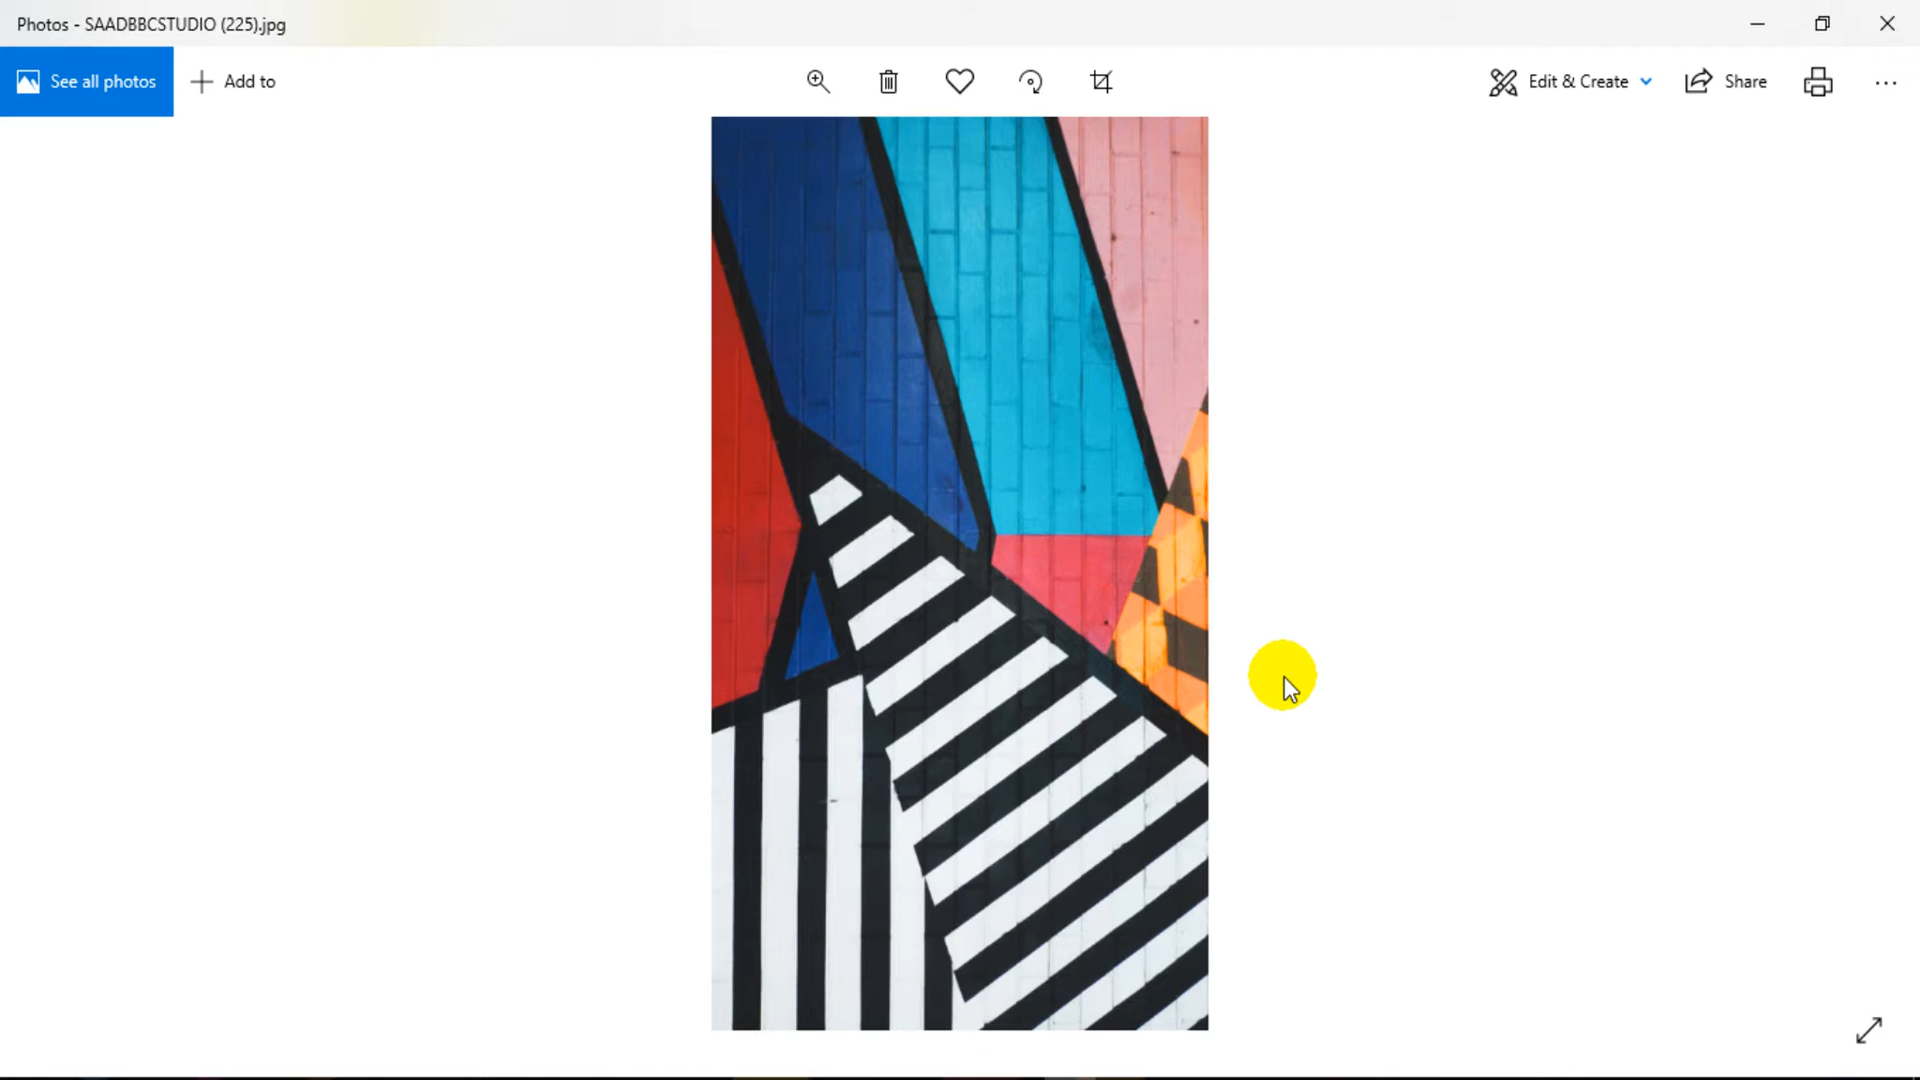 Photos - SAADBBCSTUDIO (225).jpg
See all photos
Add to
Edit & Create
Share